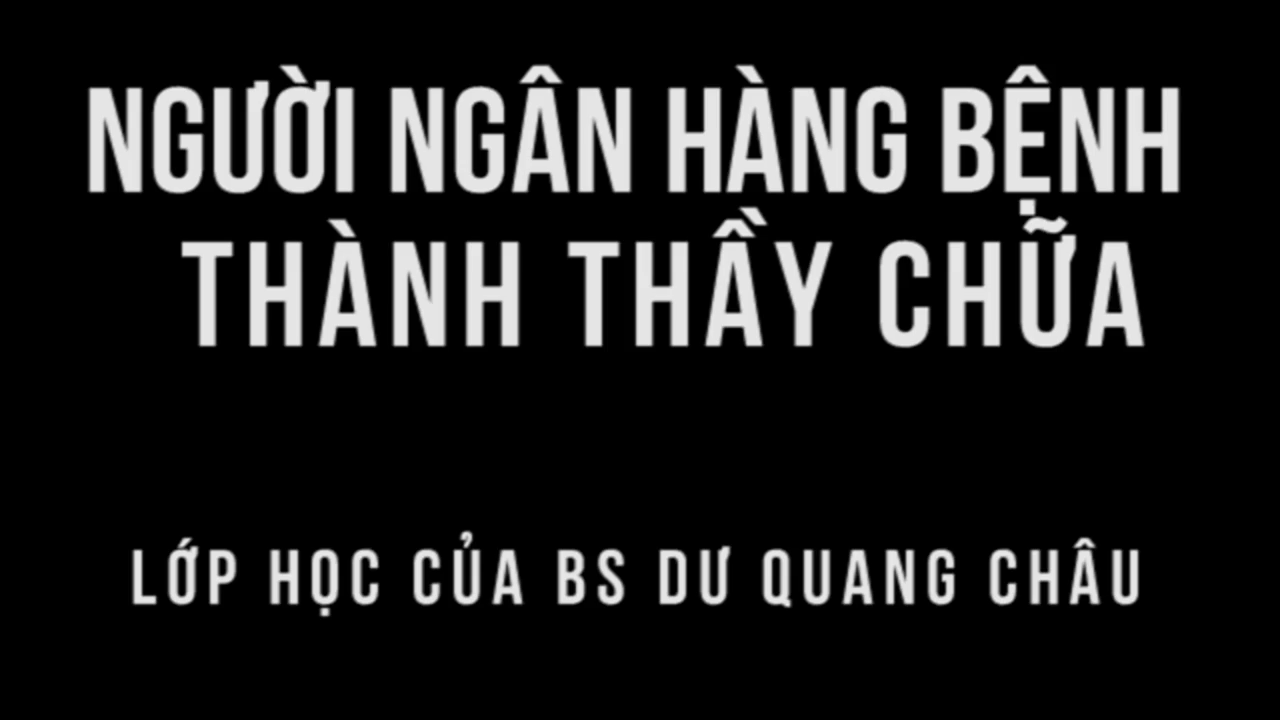 NGƯỜI NGÂN HÀNG BỆNH
THÀNH THẦY CHỮA
LỚP HỌC CỦA BS DƯ QUANG CHÂU